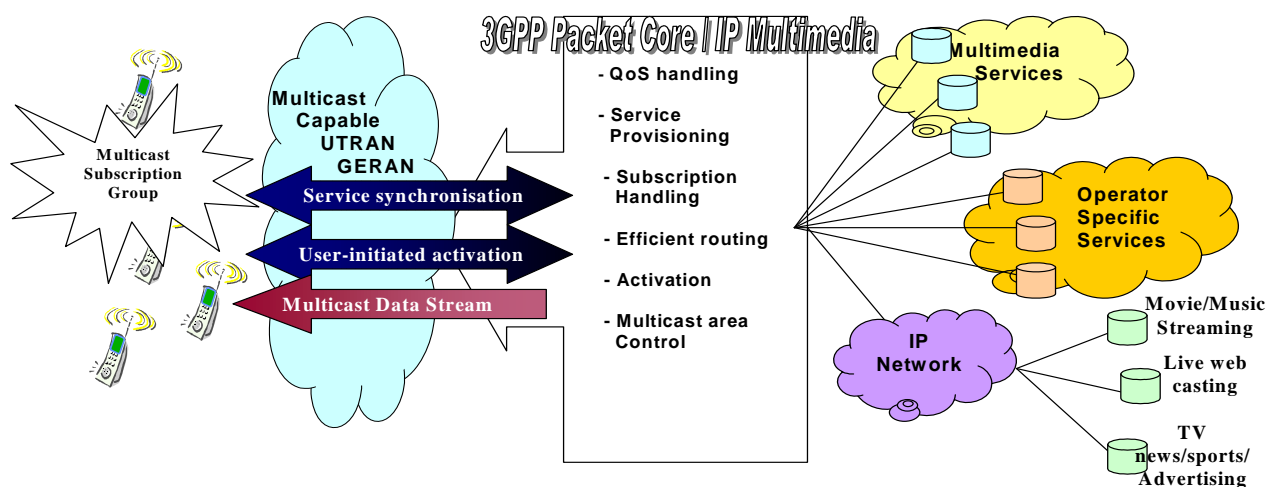 3GPP Packet Core / IP Multimedia
Multicast
Subscription
Group
Multicast
Capable
UTRAN
GERAN
Service synchronisation
User-initiated activation
Multicast Data Stream
- QoS handling
- Service
Provisioning
- Subscription
Handling
- Efficient routing
- Activation
- Multicast area
Control
Multimedia
Services
Operator
Specific
Services
IP
Network
Movie/Music
Streaming
Live web
casting
TV
news/sports/
Advertising